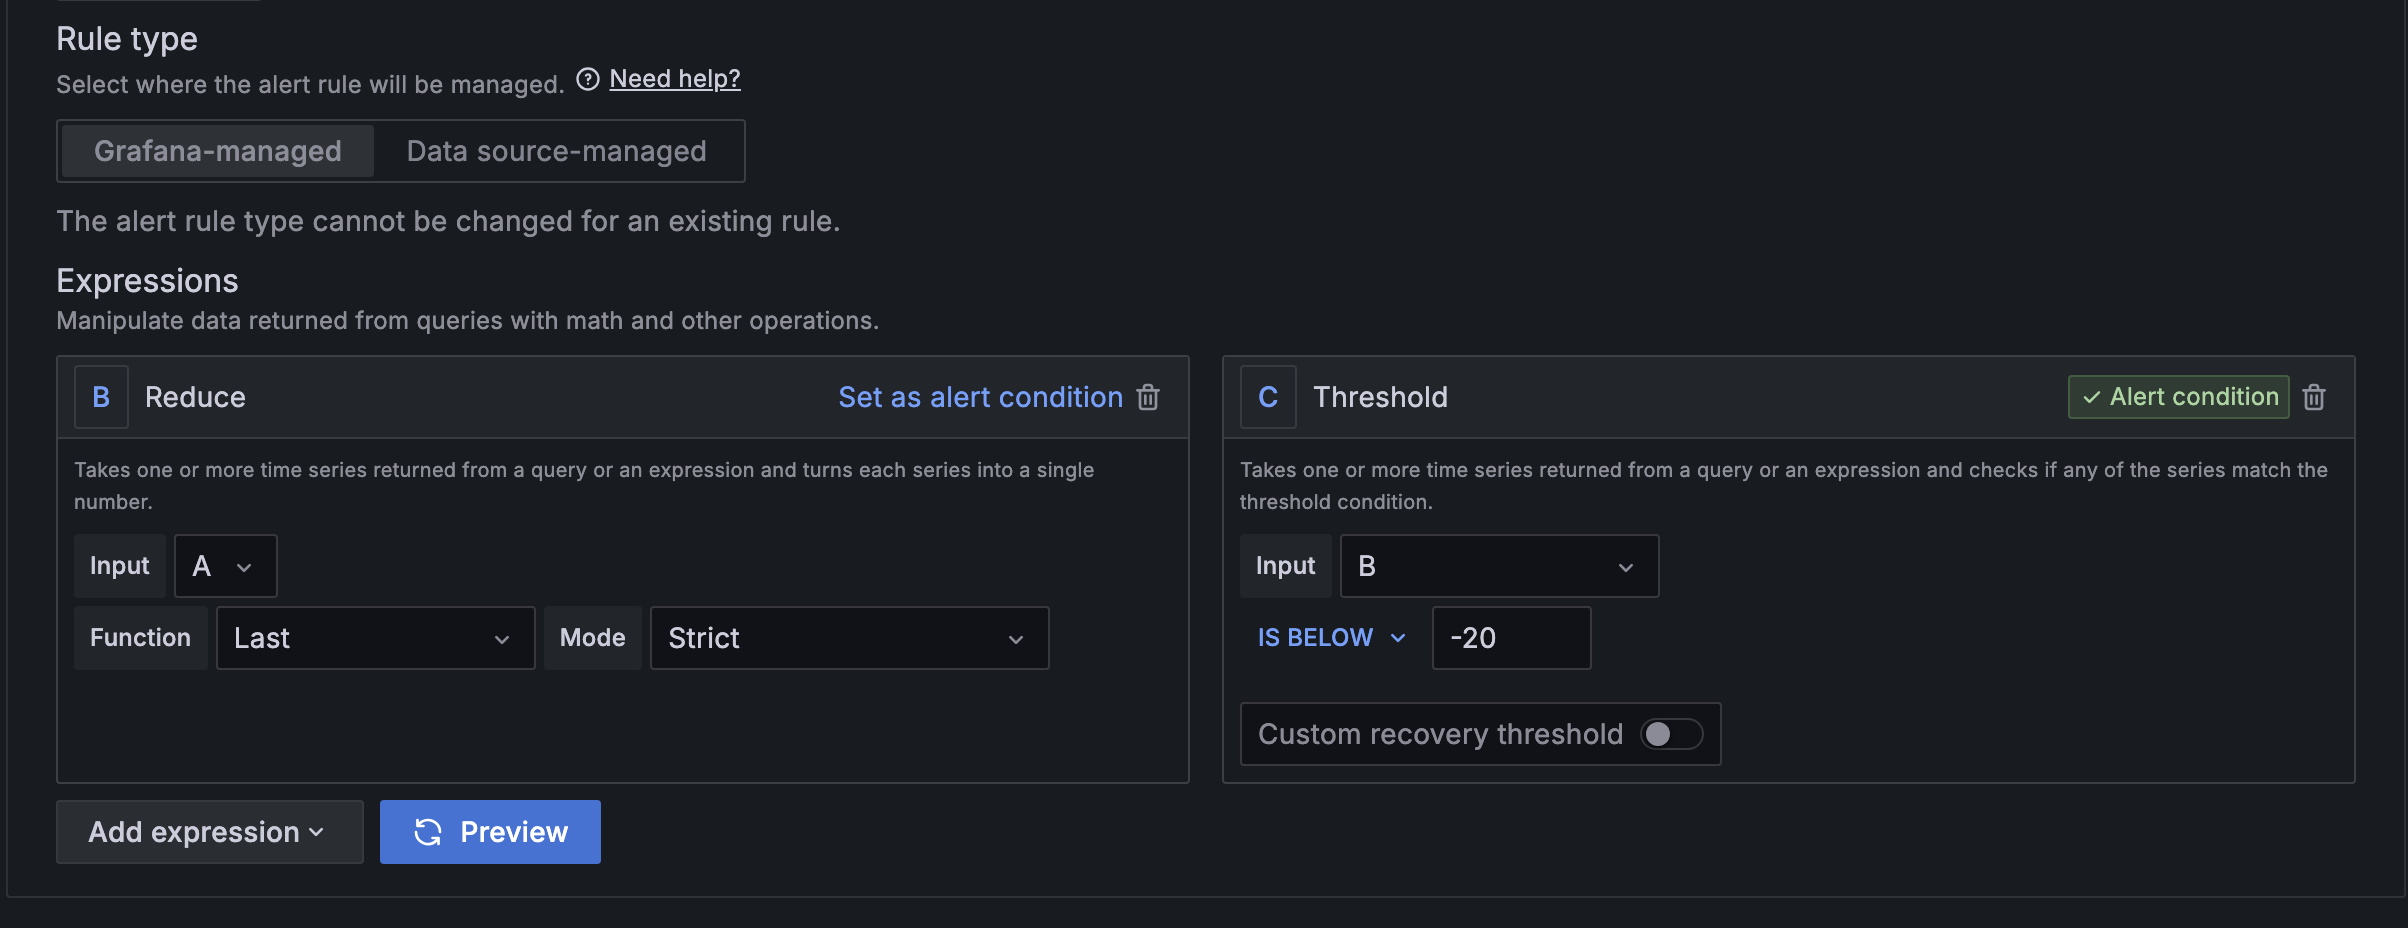 Rule type
Select where the alert rule will be managed. Need help?
Grafana-managed Data source-managed
The alert rule type cannot be changed for an existing rule.
Expressions
Manipulate data returned from queries with math and other operations.
B Reduce Set as alert condition
Takes one or more time series returned from a query or an expression and turns each series into a single
number.
Input A
Function Last Mode Strict
C Threshold Alert condition
Takes one or more time series returned from a query or an expression and checks if any of the series match the
threshold condition.
Input B
IS BELOW -20
Custom recovery threshold
Add expression Preview